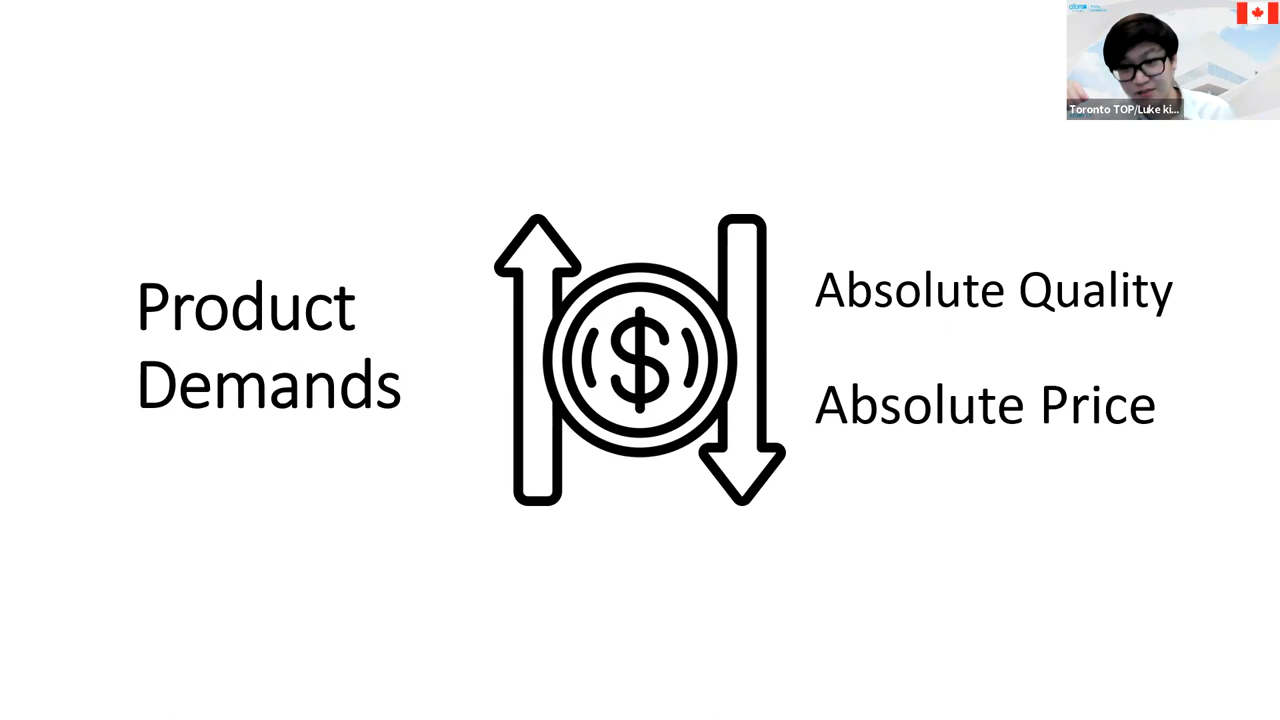 Product
Demands
Absolute Quality
Absolute Price
$
Toronto TOP/Luke ki...